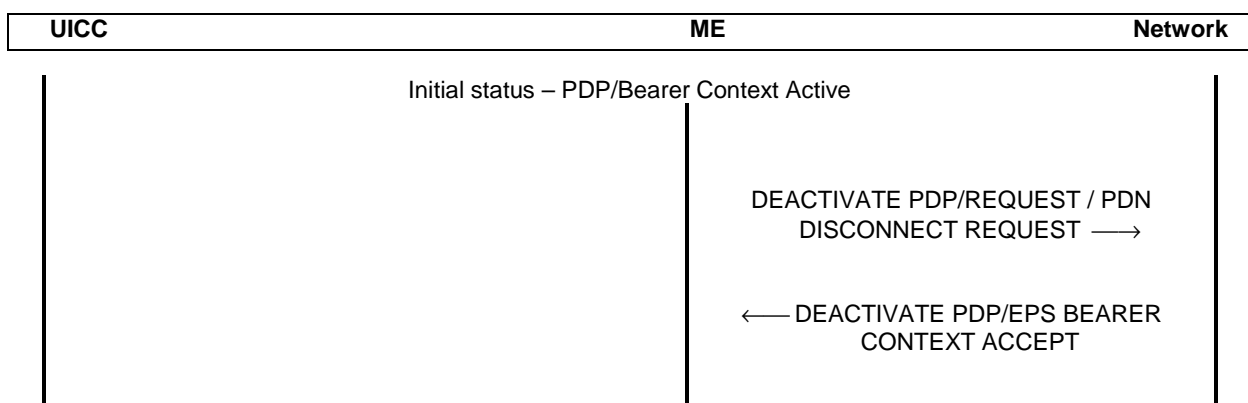 UICC ME Network
Initial status – PDP/Bearer Context Active
DEACTIVATE PDP/REQUEST / PDN
DISCONNECT REQUEST ⟶
⟵ DEACTIVATE PDP/EPS BEARER
CONTEXT ACCEPT